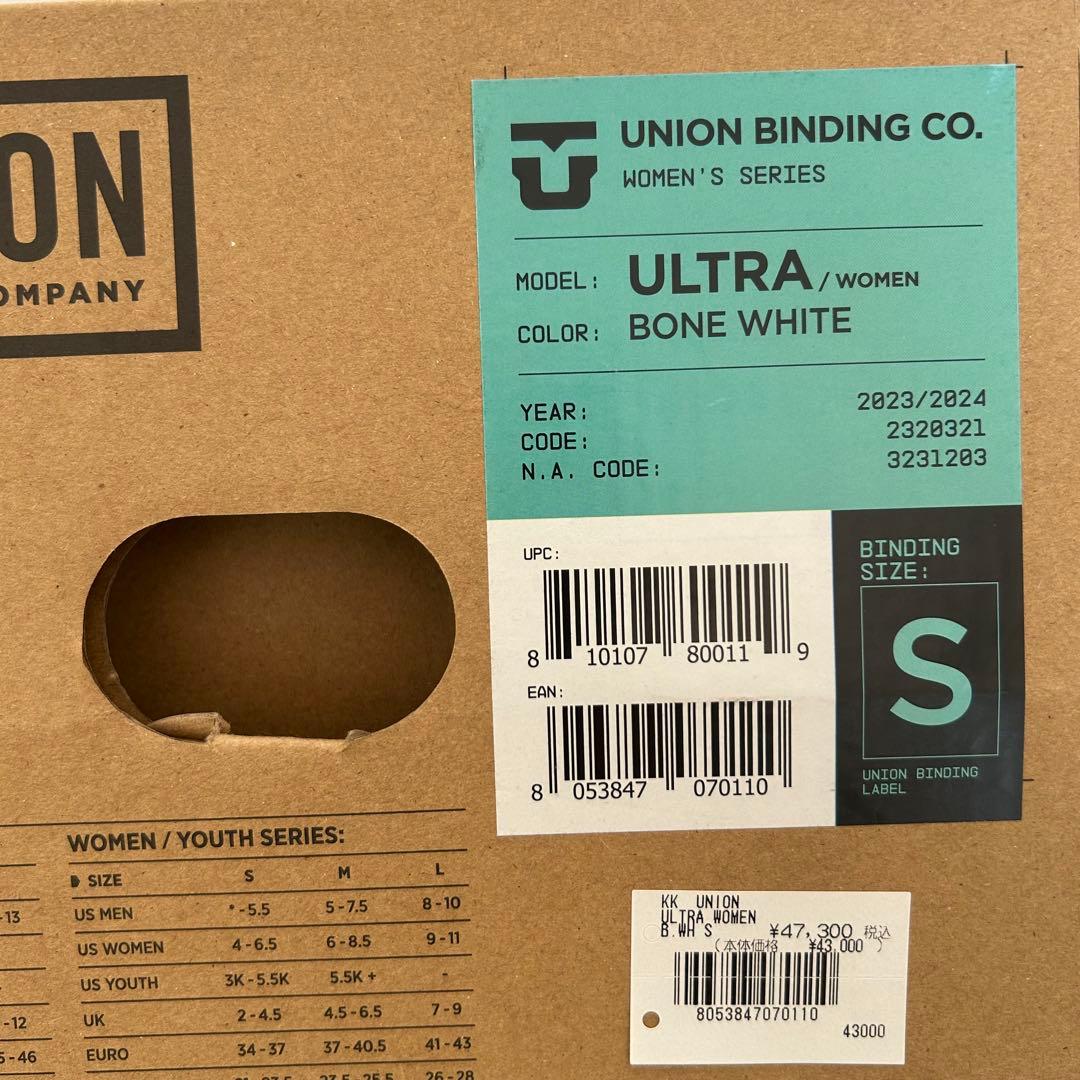 ON
OMPANY
UNION BINDING CO.
WOMEN'S SERIES
MODEL: ULTRA / WOMEN
COLOR: BONE WHITE
YEAR: 2023/2024
CODE: 2320321
N.A. CODE: 3231203
UPC:
8 10107 80011 9
EAN:
8 053847 070110
BINDING
SIZE:
S
UNION BINDING
LABEL
WOMEN / YOUTH SERIES:
SIZE S M L
-13 US MEN * - 5.5 5 - 7.5 8 - 10
US WOMEN 4 - 6.5 6 - 8.5 9 - 11
US YOUTH 3K - 5.5K 5.5K + -
-12 UK 2 - 4.5 4.5 - 6.5 7 - 9
5 - 46 EURO 34 - 37 37 - 40.5 41 - 43
23.5 - 25.5 26 - 28
KK UNION
ULTRA WOMEN
B.WH S ¥47,300 税込
(本体価格 ¥43,000 )
8053847070110
43000